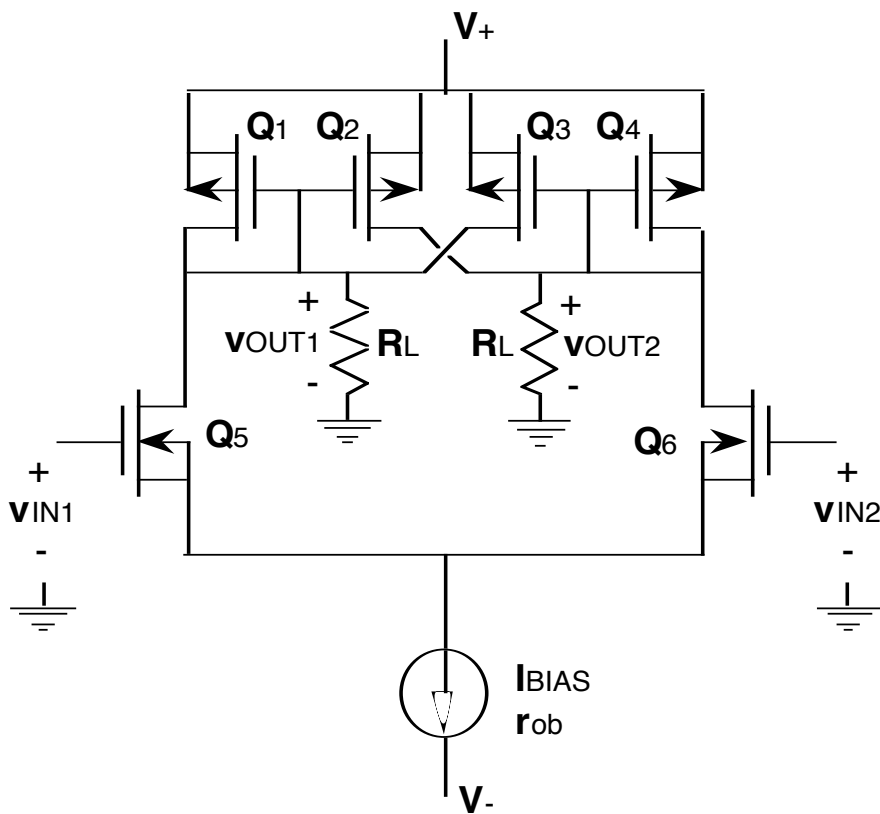 V+
Q1 Q2 Q3 Q4
+ +
vOUT1 RL RL vOUT2
- -
Q5 Q6
+ +
vIN1 vIN2
- -
IBIAS
rob
V-